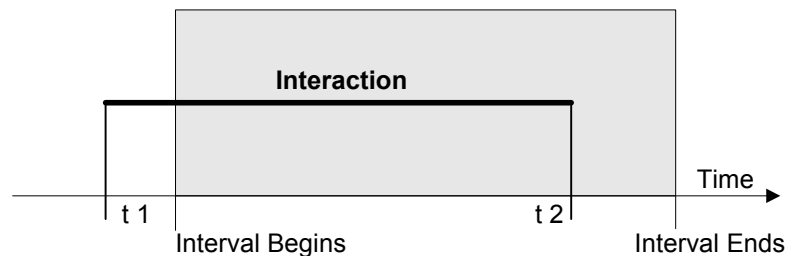 Interaction
Time
t 1
t 2
Interval Begins
Interval Ends